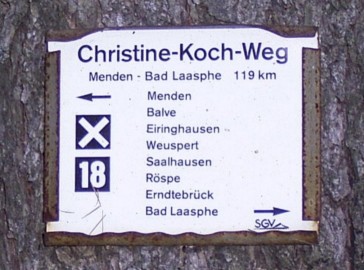 Christine-Koch-Weg
Menden - Bad Laasphe 119 km
Menden
Balve
Eiringhausen
Weuspert
18
Saalhausen
Röspe
Erndtebrück
Bad Laasphe
SGV